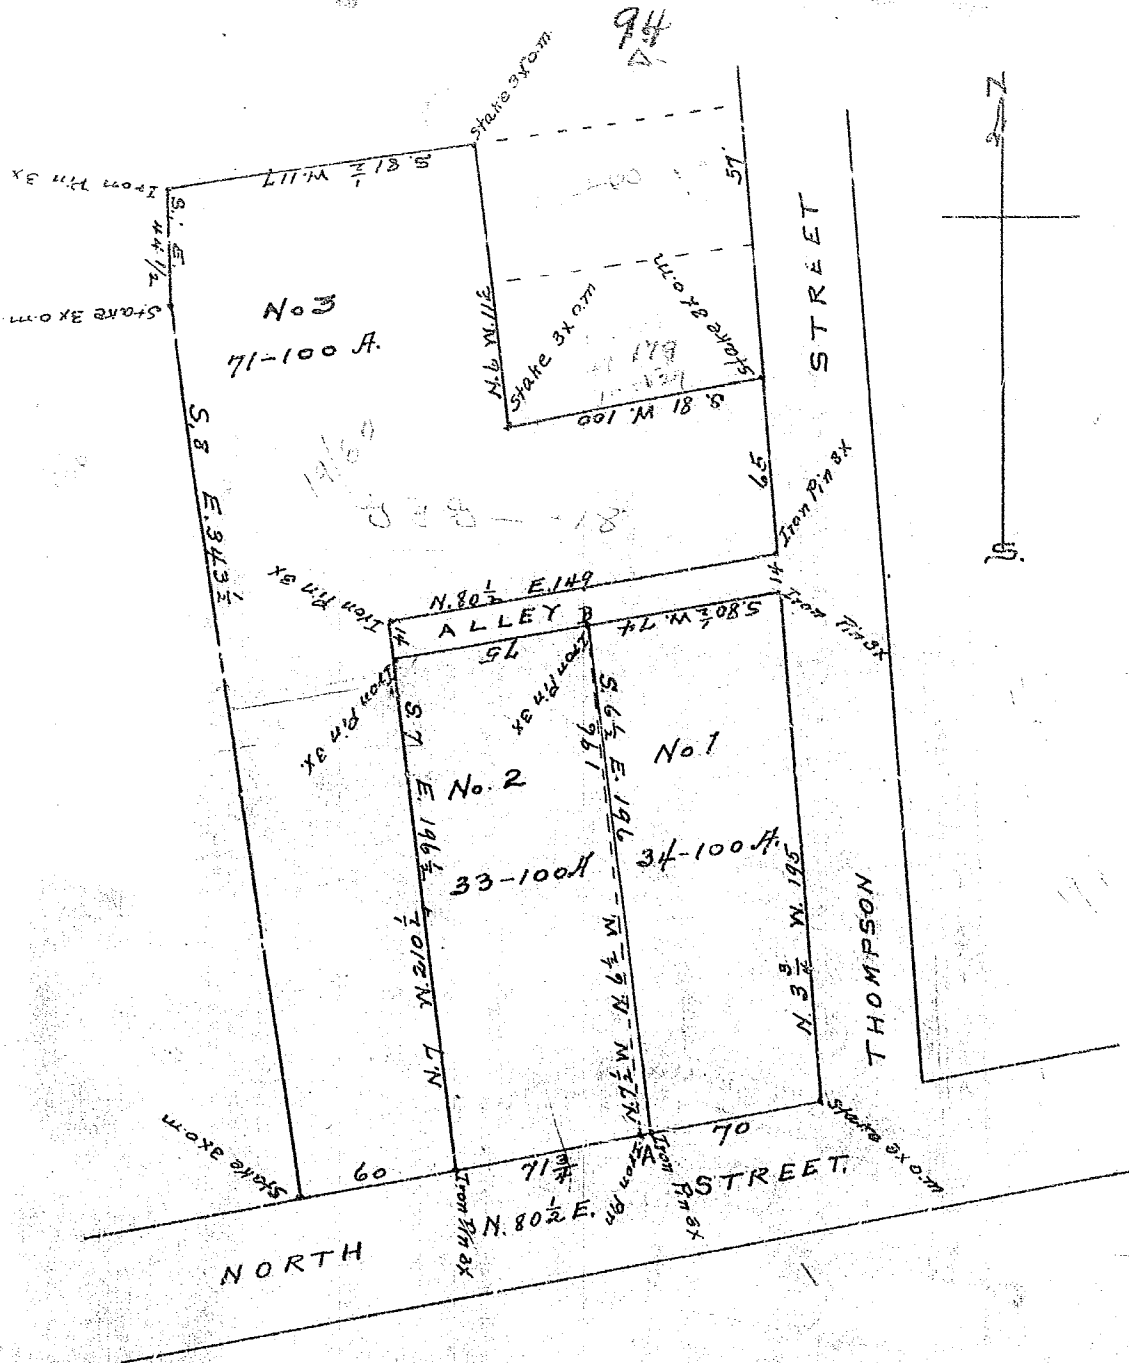 94
Stake 3x o.m
Iron Pin 3x
S. 81 1/2 W. 117
S. E.
44 1/2
Stake 3x o.m
No 3
71-100 A.
N. 6 W. 117
Stake 3x o.m
Stake 3x o.m
S. 81 W. 100
57
65
STREET
S.
S. 8 E. 343 1/2
Iron Pin 3x
Iron Pin 3x
N. 80 1/2 E. 149
14
ALLEY
B
14
75
S. 80 1/2 W. 74
Iron Pin 3x
Iron Pin 3x
Iron Pin 3x
S. 7 E. 196 1/2
No. 2
33-100 A
S. 6 1/2 E. 196
196
No 1
34-100 A.
N. 3 3/4 W. 195
THOMPSON
N 7 W 210
N 6 1/2 W
N. 7 1/2 W
Stake 3x o.m
60
71 3/4
A
70
Iron Pin 3x
Iron Pin
Iron Pin 3x
Stake 3x o.m
N. 80 1/2 E.
NORTH
STREET.